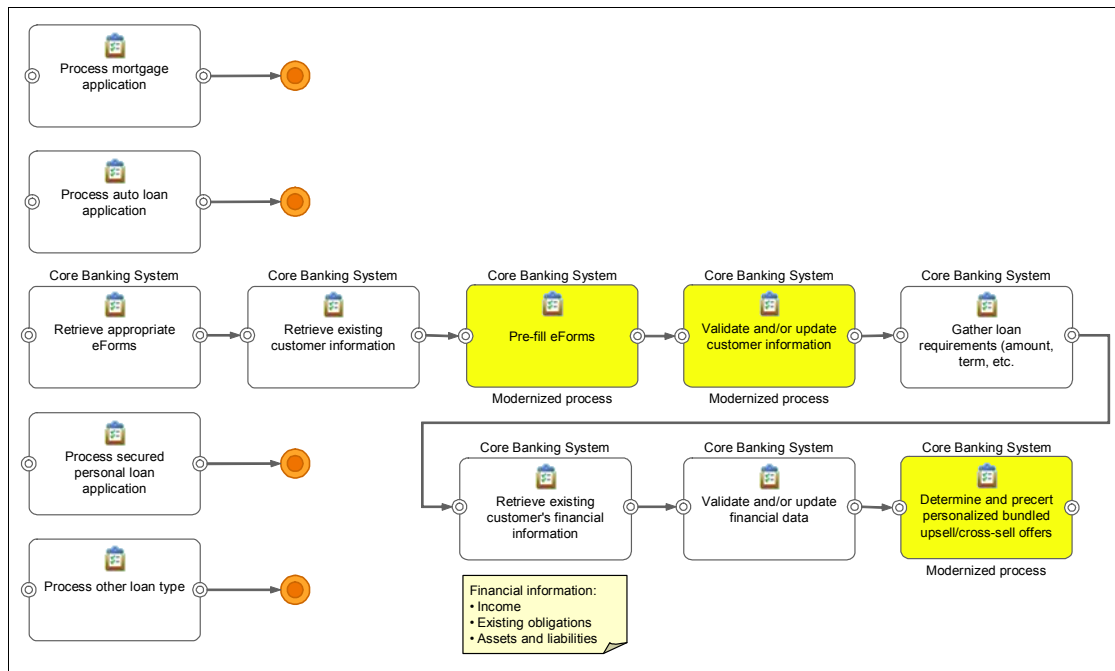 Process mortgage
application
Process auto loan
application
Core Banking System
Retrieve appropriate
eForms
Core Banking System
Retrieve existing
customer information
Core Banking System
Pre-fill eForms
Modernized process
Core Banking System
Validate and/or update
customer information
Modernized process
Core Banking System
Gather loan
requirements (amount,
term, etc.
Process secured
personal loan
application
Core Banking System
Retrieve existing
customer's financial
information
Core Banking System
Validate and/or update
financial data
Core Banking System
Determine and precert
personalized bundled
upsell/cross-sell offers
Modernized process
Process other loan type
Financial information:
• Income
• Existing obligations
• Assets and liabilities